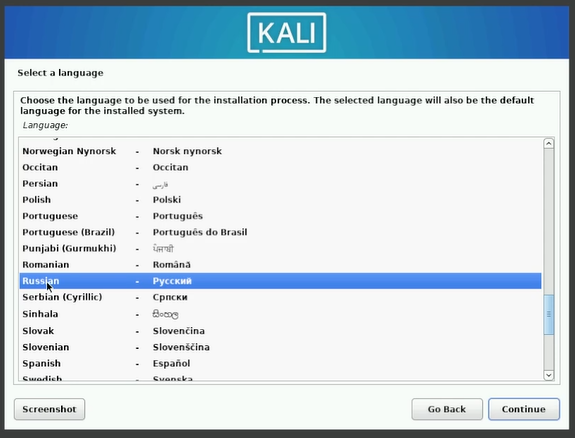 KALI
Select a language
Choose the language to be used for the installation process. The selected language will also be the default
language for the installed system.
Language:
Norwegian Nynorsk - Norsk nynorsk
Occitan - Occitan
Persian - فارسی
Polish - Polski
Portuguese - Português
Portuguese (Brazil) - Português do Brasil
Punjabi (Gurmukhi) - ਪੰਜਾਬੀ
Romanian - Română
Russian - Русский
Serbian (Cyrillic) - Српски
Sinhala - සිංහල
Slovak - Slovenčina
Slovenian - Slovenščina
Spanish - Español
Swedish - Svenska
Screenshot
Go Back
Continue